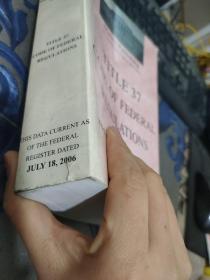 TITLE 37
CODE OF FEDERAL
REGULATIONS
THIS DATA CURRENT AS
OF THE FEDERAL
REGISTER DATED
JULY 18, 2006
TITLE 37
OF FEDERAL
ULATIONS